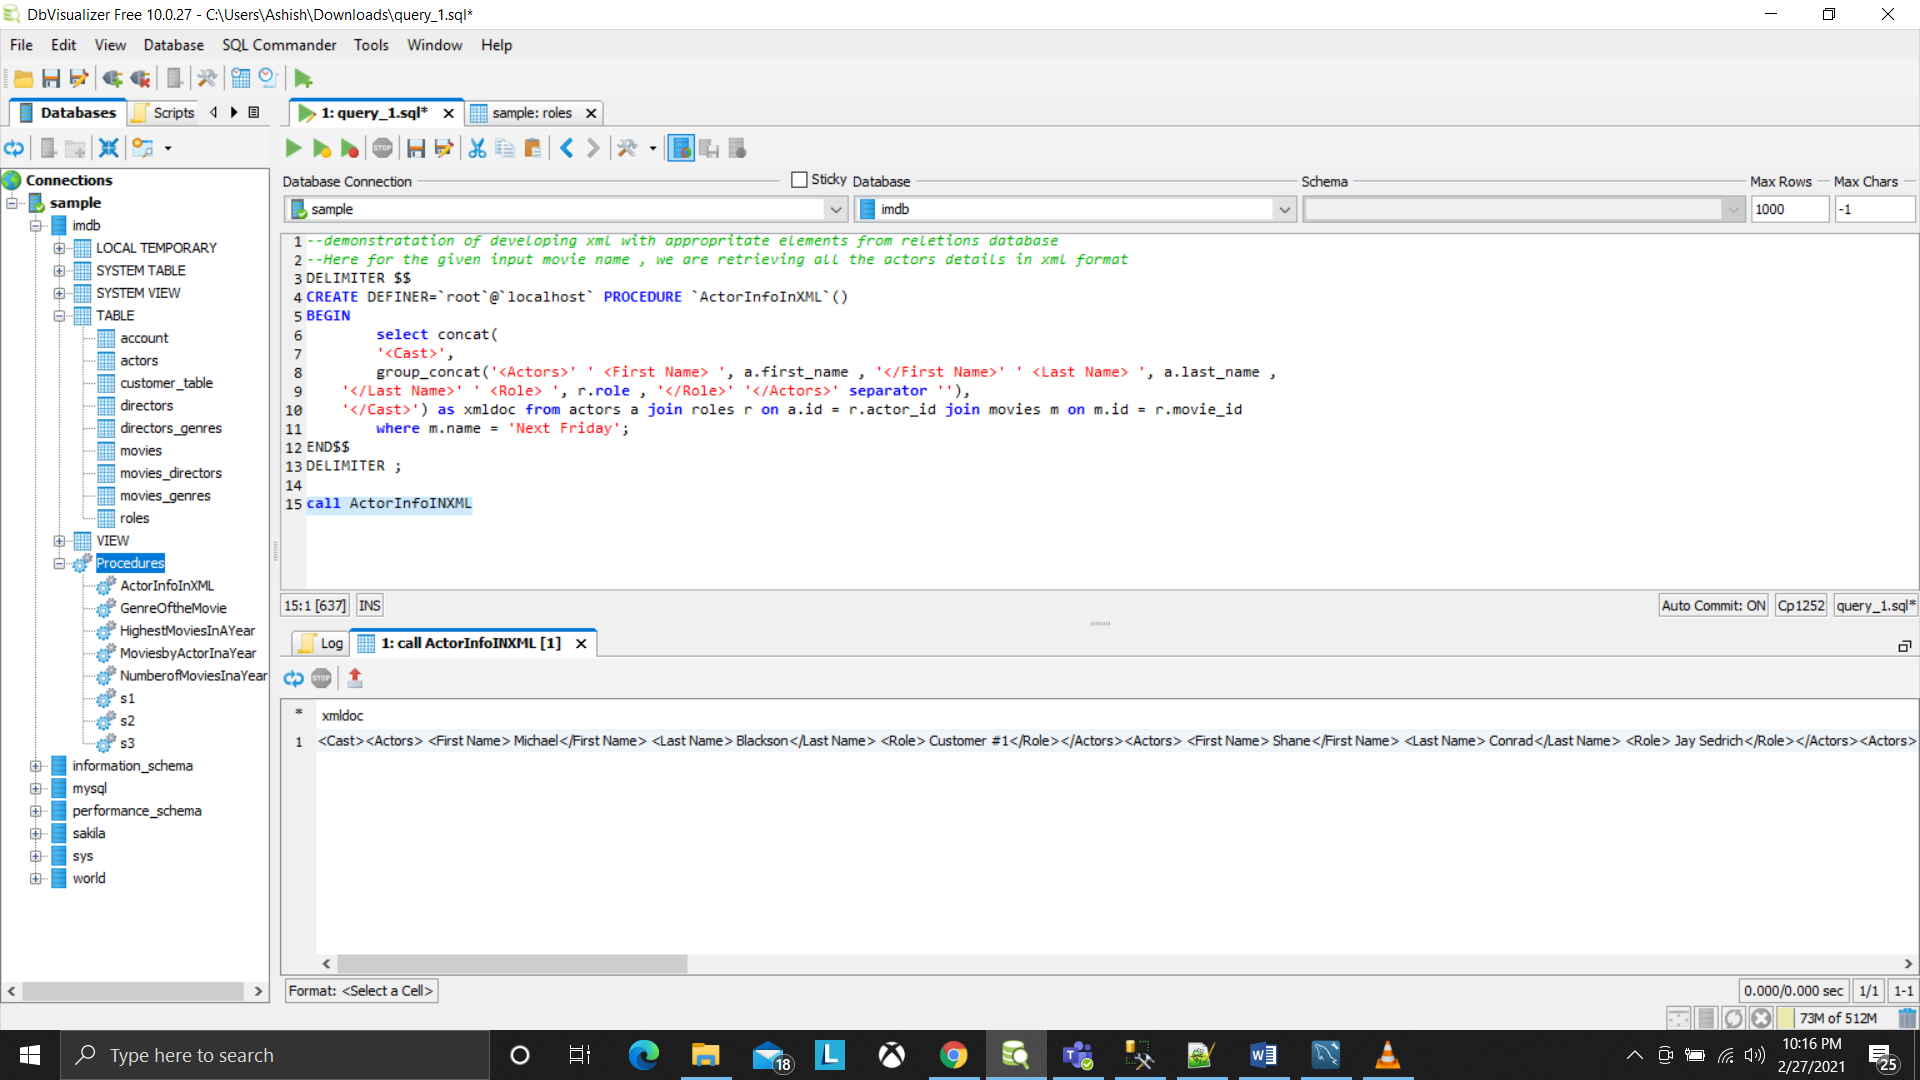 DbVisualizer Free 10.0.27 - C:\Users\Ashish\Downloads\query_1.sql*
File Edit View Database SQL Commander Tools Window Help
Databases Scripts 1: query_1.sql* sample: roles
STOP
Connections
sample
imdb
LOCAL TEMPORARY
SYSTEM TABLE
SYSTEM VIEW
TABLE
account
actors
customer_table
directors
directors_genres
movies
movies_directors
movies_genres
roles
VIEW
Procedures
ActorInfoInXML
GenreOftheMovie
HighestMoviesInAYear
MoviesbyActorInaYear
NumberofMoviesInaYear
s1
s2
s3
information_schema
mysql
performance_schema
sakila
sys
world
Database Connection Sticky Database Schema Max Rows Max Chars
sample imdb 1000 -1
1 --demonstratation of developing xml with appropritate elements from reletions database
2 --Here for the given input movie name , we are retrieving all the actors details in xml format
3 DELIMITER $$
4 CREATE DEFINER=`root`@`localhost` PROCEDURE `ActorInfoInXML`()
5 BEGIN
6 select concat(
7 '<Cast>',
8 group_concat('<Actors>' ' <First Name> ', a.first_name , '</First Name>' ' <Last Name> ', a.last_name ,
9 '</Last Name>' ' <Role> ', r.role , '</Role>' '</Actors>' separator ''),
10 '</Cast>') as xmldoc from actors a join roles r on a.id = r.actor_id join movies m on m.id = r.movie_id
11 where m.name = 'Next Friday';
12 END$$
13 DELIMITER ;
14
15 call ActorInfoINXML
15:1 [637] INS Auto Commit: ON Cp1252 query_1.sql*
Log 1: call ActorInfoINXML [1]
STOP
* xmldoc
1 <Cast><Actors> <First Name> Michael</First Name> <Last Name> Blackson</Last Name> <Role> Customer #1</Role></Actors><Actors> <First Name> Shane</First Name> <Last Name> Conrad</Last Name> <Role> Jay Sedrich</Role></Actors><Actors>
Format: <Select a Cell> 0.000/0.000 sec 1/1 1-1
73M of 512M
Type here to search
18
L
10:16 PM
2/27/2021
25